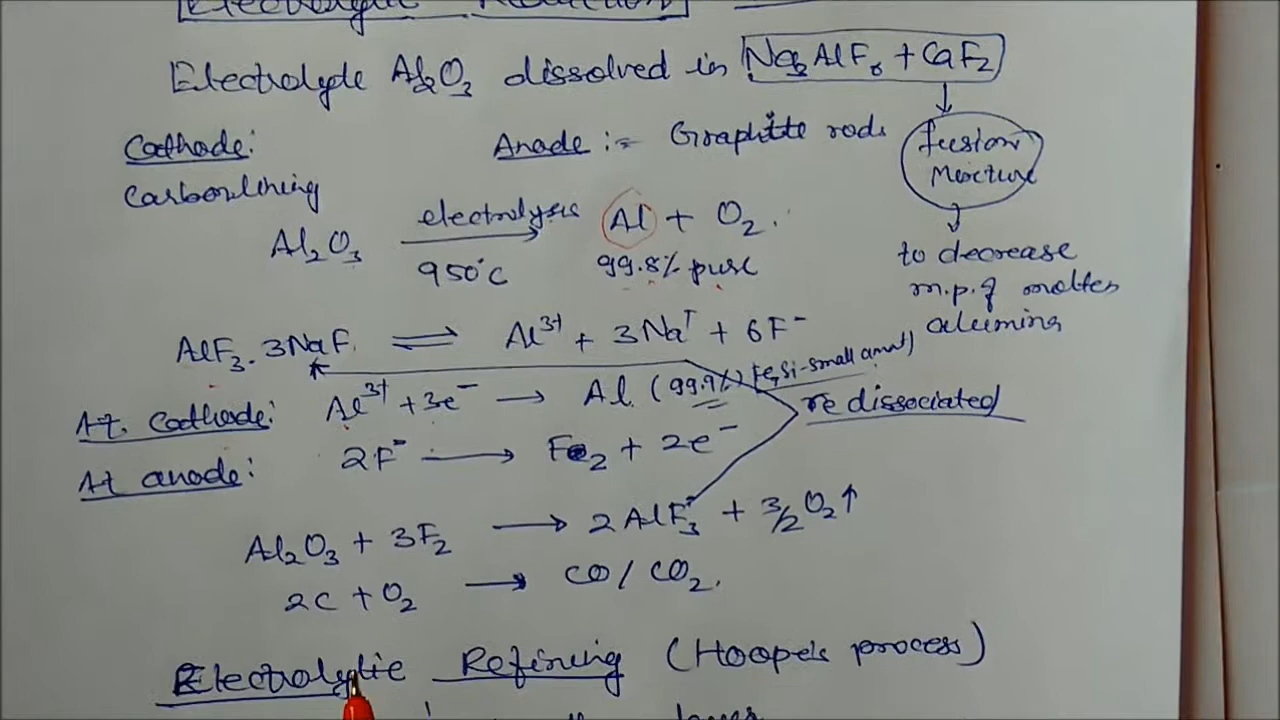 Electrolytic Reduction
Electrolyte Al2O3 dissolved in Na3AlF6 + CaF2
Cathode: Anode :- Graphite rods
Carbon lining
fusion
Mixture
Al2O3 electrolysis 950°C Al + O2.
99.8% pure
to decrease
m.p. of molten
alumina
AlF3.3NaF ⇌ Al3+ + 3Na+ + 6F-
At cathode: Al3+ + 3e- → Al (99.9%) Fe, Si-small amnt)
re dissociated
At anode: 2F- → F2 + 2e-
Al2O3 + 3F2 → 2AlF3 + 3/2 O2↑
2C + O2 → CO / CO2.
Electrolytic Refining (Hoope's process)